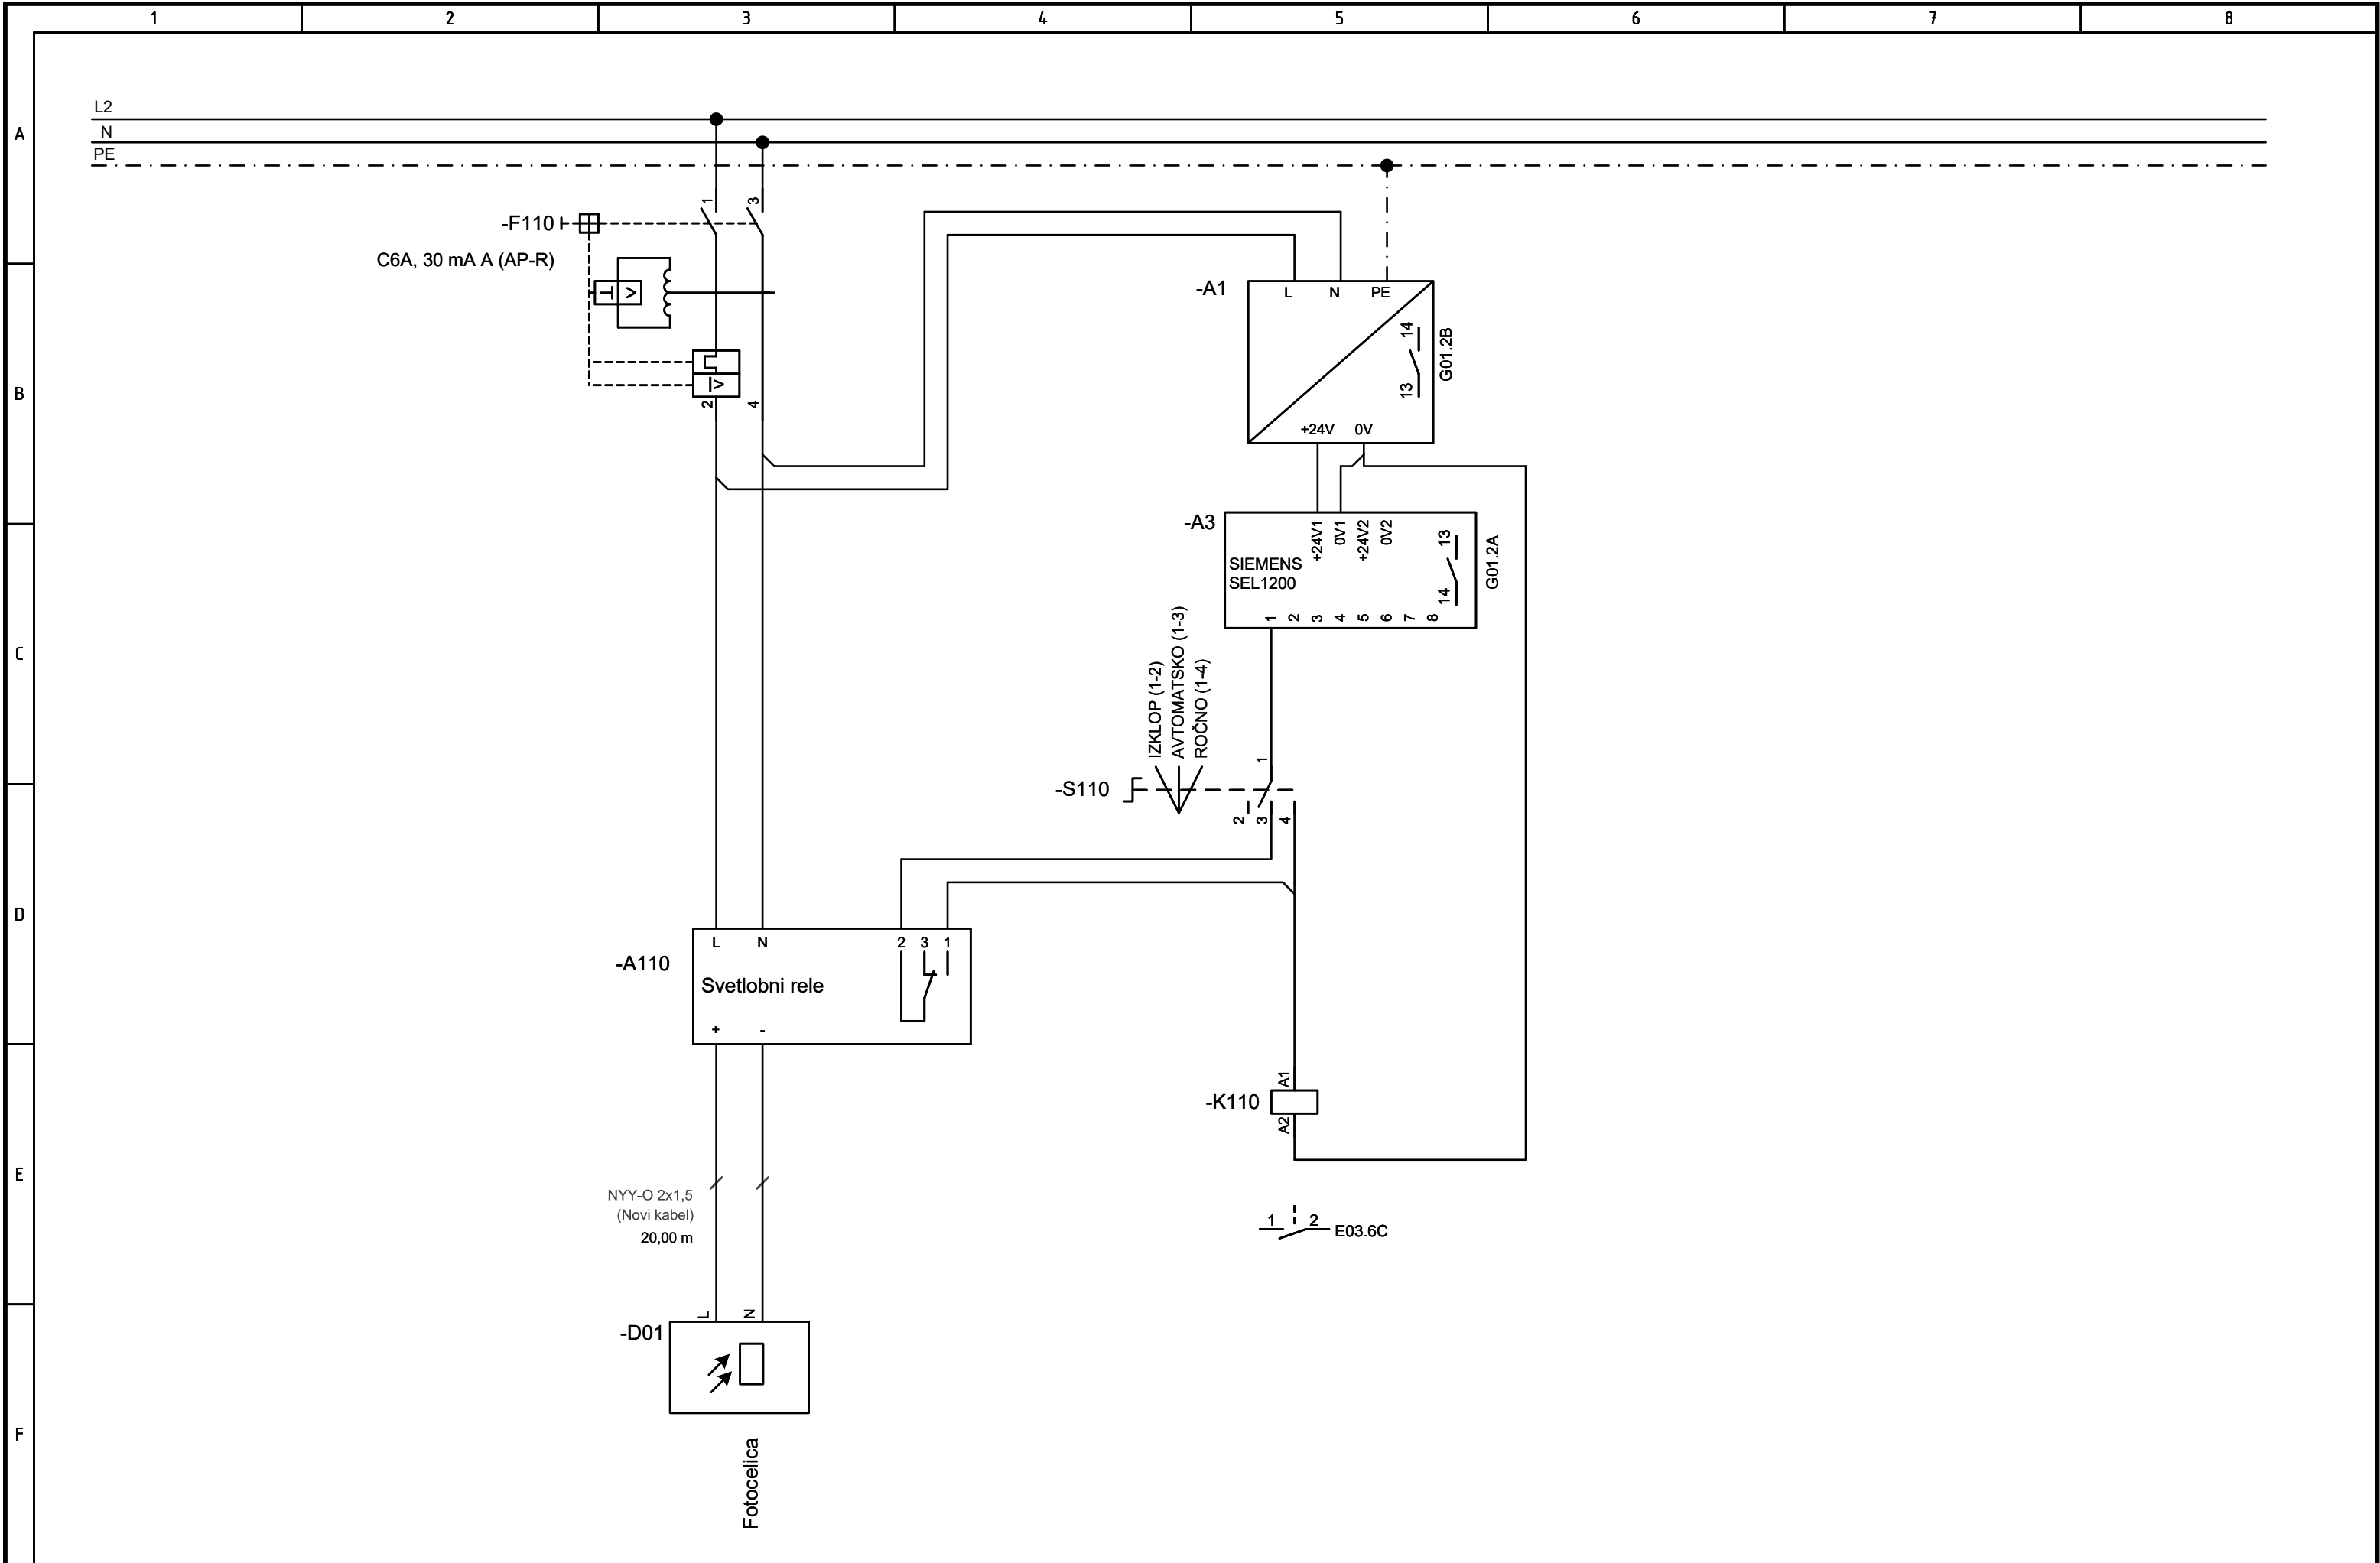 1 2 3 4 5 6 7 8
A
B
C
D
E
F
L2
N
PE
-F110
1 3
C6A, 30 mA A (AP-R)
I >
I>
2 4
-A1
L N PE
14
13
G01.2B
+24V 0V
-A3
+24V1
0V1
+24V2
0V2
13
14
G01.2A
SIEMENS
SEL1200
1 2 3 4 5 6 7 8
IZKLOP (1-2)
AVTOMATSKO (1-3)
ROČNO (1-4)
-S110
1
2 3 4
-A110
L N 2 3 1
Svetlobni rele
+ -
-K110
A1
A2
NYY-O 2x1,5
(Novi kabel)
20,00 m
1 2 E03.6C
-D01
L N
Fotocelica